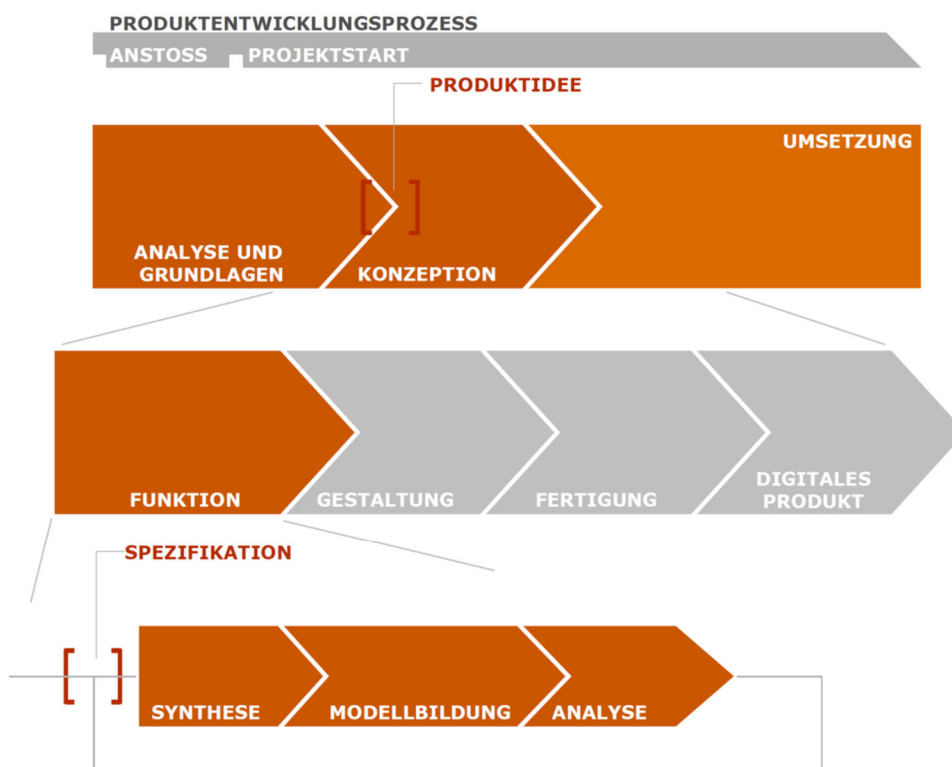 PRODUKTENTWICKLUNGSPROZESS
ANSTOSS PROJEKTSTART
PRODUKTIDEE
UMSETZUNG
ANALYSE UND
GRUNDLAGEN
KONZEPTION
FUNKTION
GESTALTUNG
FERTIGUNG
DIGITALES
PRODUKT
SPEZIFIKATION
SYNTHESE
MODELLBILDUNG
ANALYSE